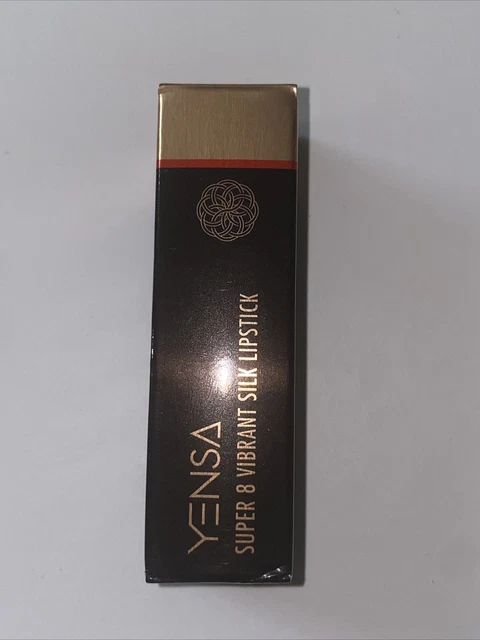 YENSA
SUPER 8 VIBRANT SILK LIPSTICK